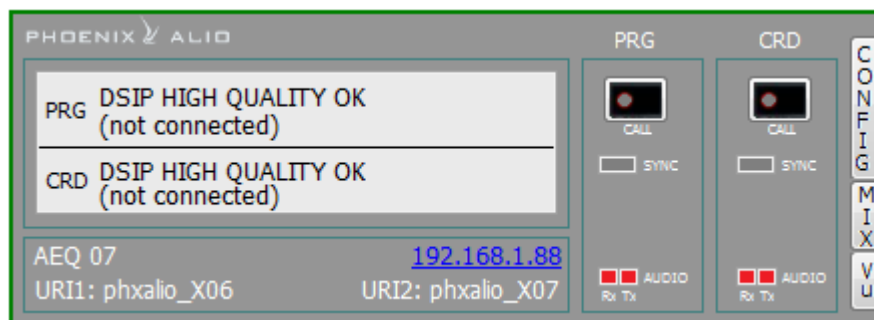 PHOENIX ALIO
PRG DSIP HIGH QUALITY OK
(not connected)
CRD DSIP HIGH QUALITY OK
(not connected)
AEQ 07 192.168.1.88
URI1: phxalio_X06 URI2: phxalio_X07
PRG
CALL
SYNC
AUDIO
Rx Tx
CRD
CALL
SYNC
AUDIO
Rx Tx
CONFIG
MIX
Vu